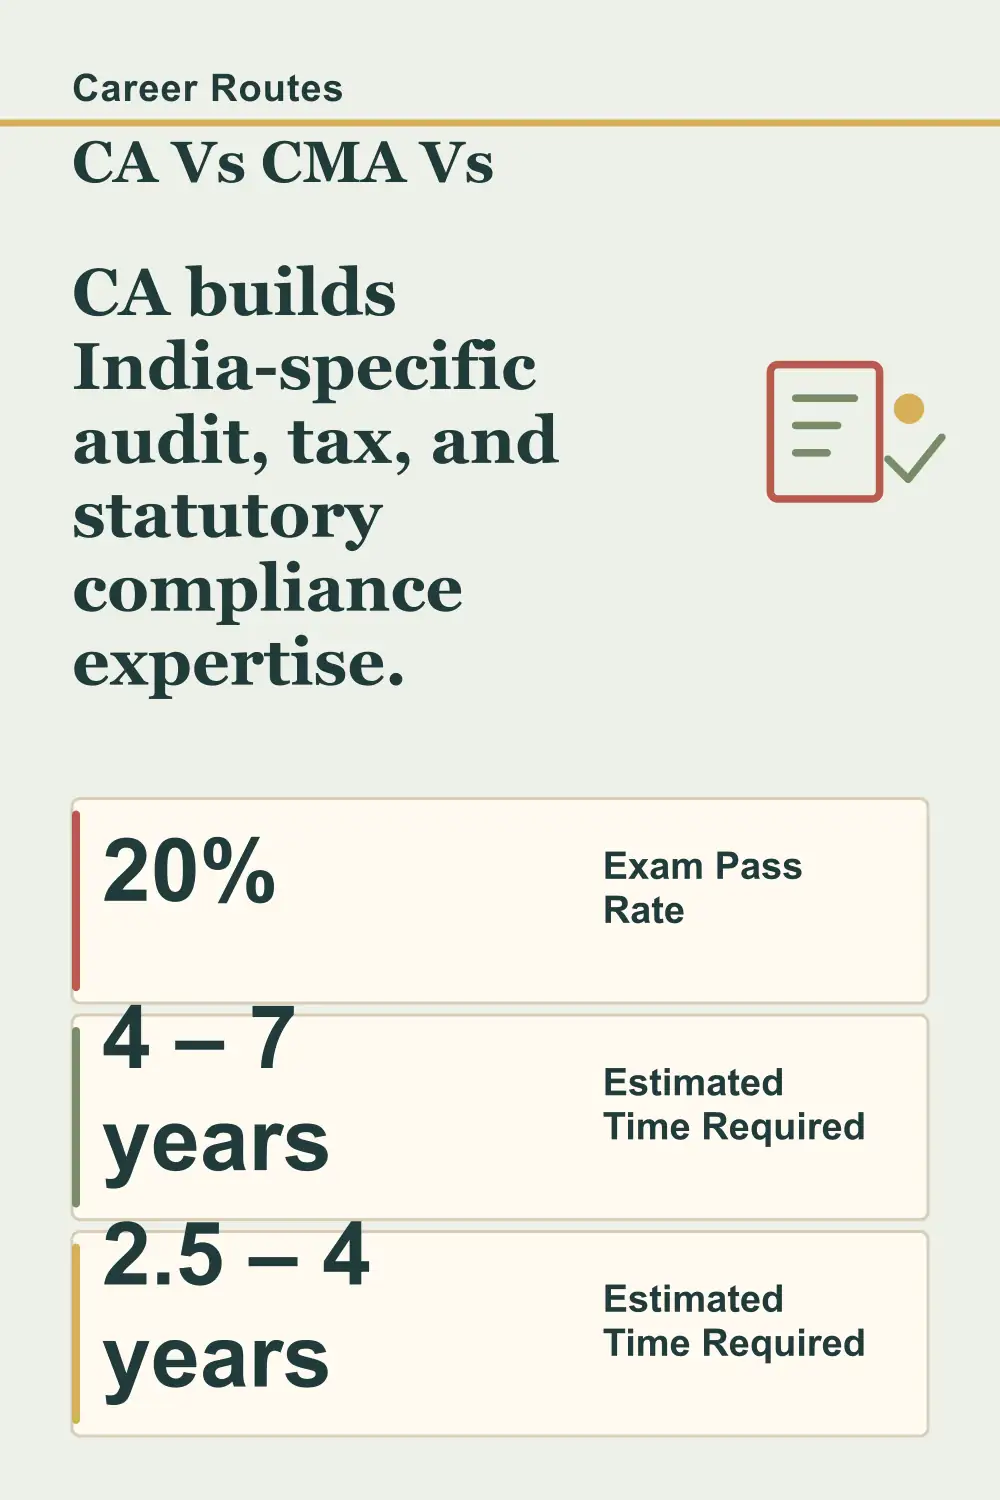 Career Routes
CA Vs CMA Vs
CA builds
India-specific
audit, tax, and
statutory
compliance
expertise.
20%
Exam Pass
Rate
4 – 7
years
Estimated
Time Required
2.5 – 4
years
Estimated
Time Required